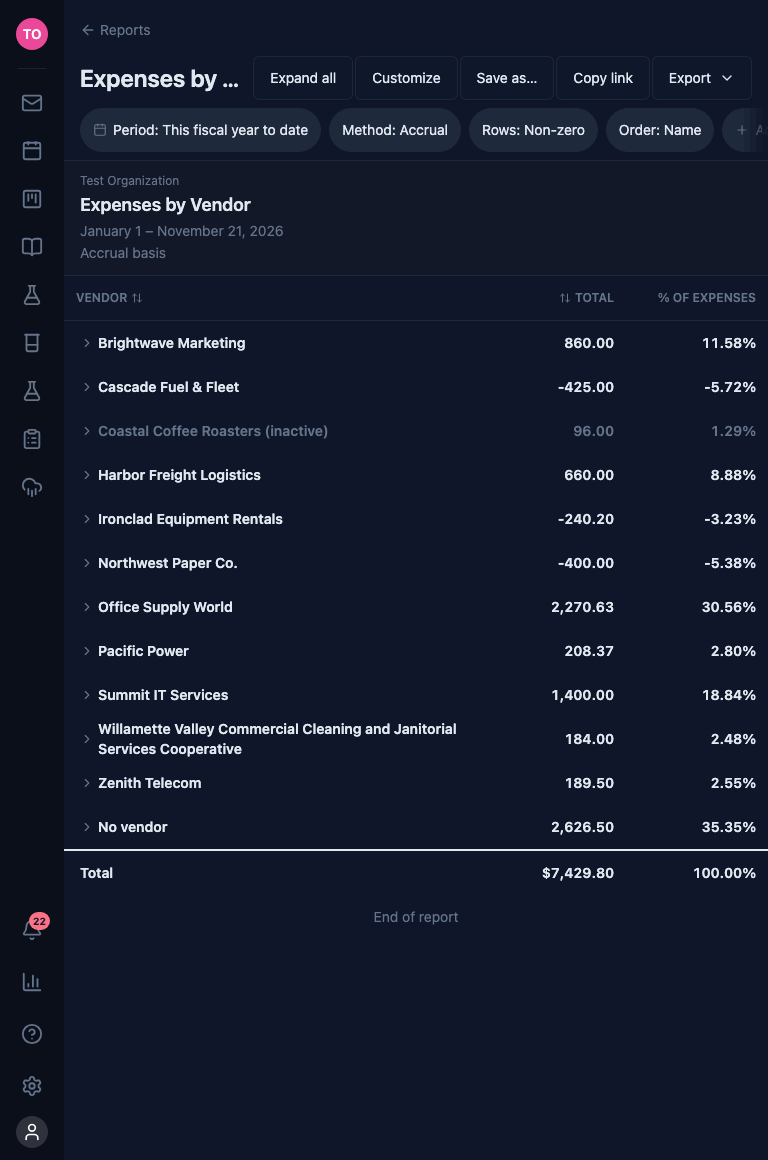 TO
Reports
Expenses by ...
Expand all
Customize
Save as...
Copy link
Export
Period: This fiscal year to date
Method: Accrual
Rows: Non-zero
Order: Name
Test Organization
Expenses by Vendor
January 1 – November 21, 2026
Accrual basis
VENDOR TOTAL % OF EXPENSES
Brightwave Marketing 860.00 11.58%
Cascade Fuel & Fleet -425.00 -5.72%
Coastal Coffee Roasters (inactive) 96.00 1.29%
Harbor Freight Logistics 660.00 8.88%
Ironclad Equipment Rentals -240.20 -3.23%
Northwest Paper Co. -400.00 -5.38%
Office Supply World 2,270.63 30.56%
Pacific Power 208.37 2.80%
Summit IT Services 1,400.00 18.84%
Willamette Valley Commercial Cleaning and Janitorial
Services Cooperative 184.00 2.48%
Zenith Telecom 189.50 2.55%
No vendor 2,626.50 35.35%
Total $7,429.80 100.00%
End of report
22